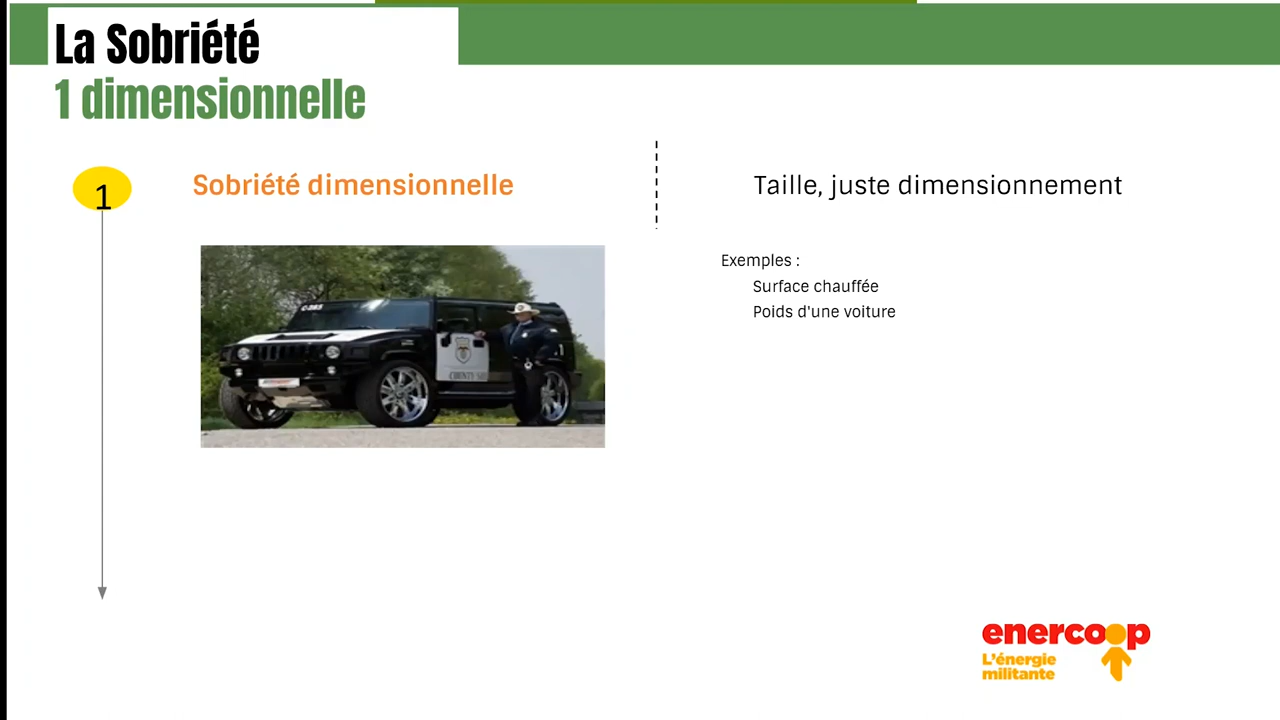 La Sobriété
1 dimensionnelle
1
Sobriété dimensionnelle
Taille, juste dimensionnement
Exemples :
Surface chauffée
Poids d'une voiture
COUNTY
enercoop
L'énergie
militante